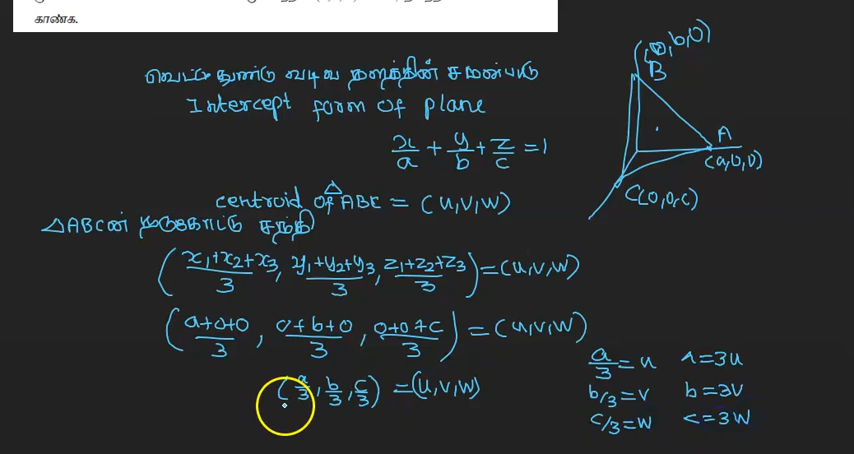 காண்க.
வெட்டுத்துண்டு வடிவ தளத்தின் சமன்பாடு
Intercept form of plane
x/a + y/b + z/c = 1
(0,b,0)
B
A
(a,0,0)
C(0,0,c)
centroid of △ABC = (u,v,w)
△ABCன் நடுக்கோட்டு சந்தி
((x1+x2+x3)/3, (y1+y2+y3)/3, (z1+z2+z3)/3) = (u,v,w)
((a+0+0)/3, (0+b+0)/3, (0+0+c)/3) = (u,v,w)
(a/3, b/3, c/3) = (u,v,w)
a/3 = u a = 3u
b/3 = v b = 3v
c/3 = w c = 3w